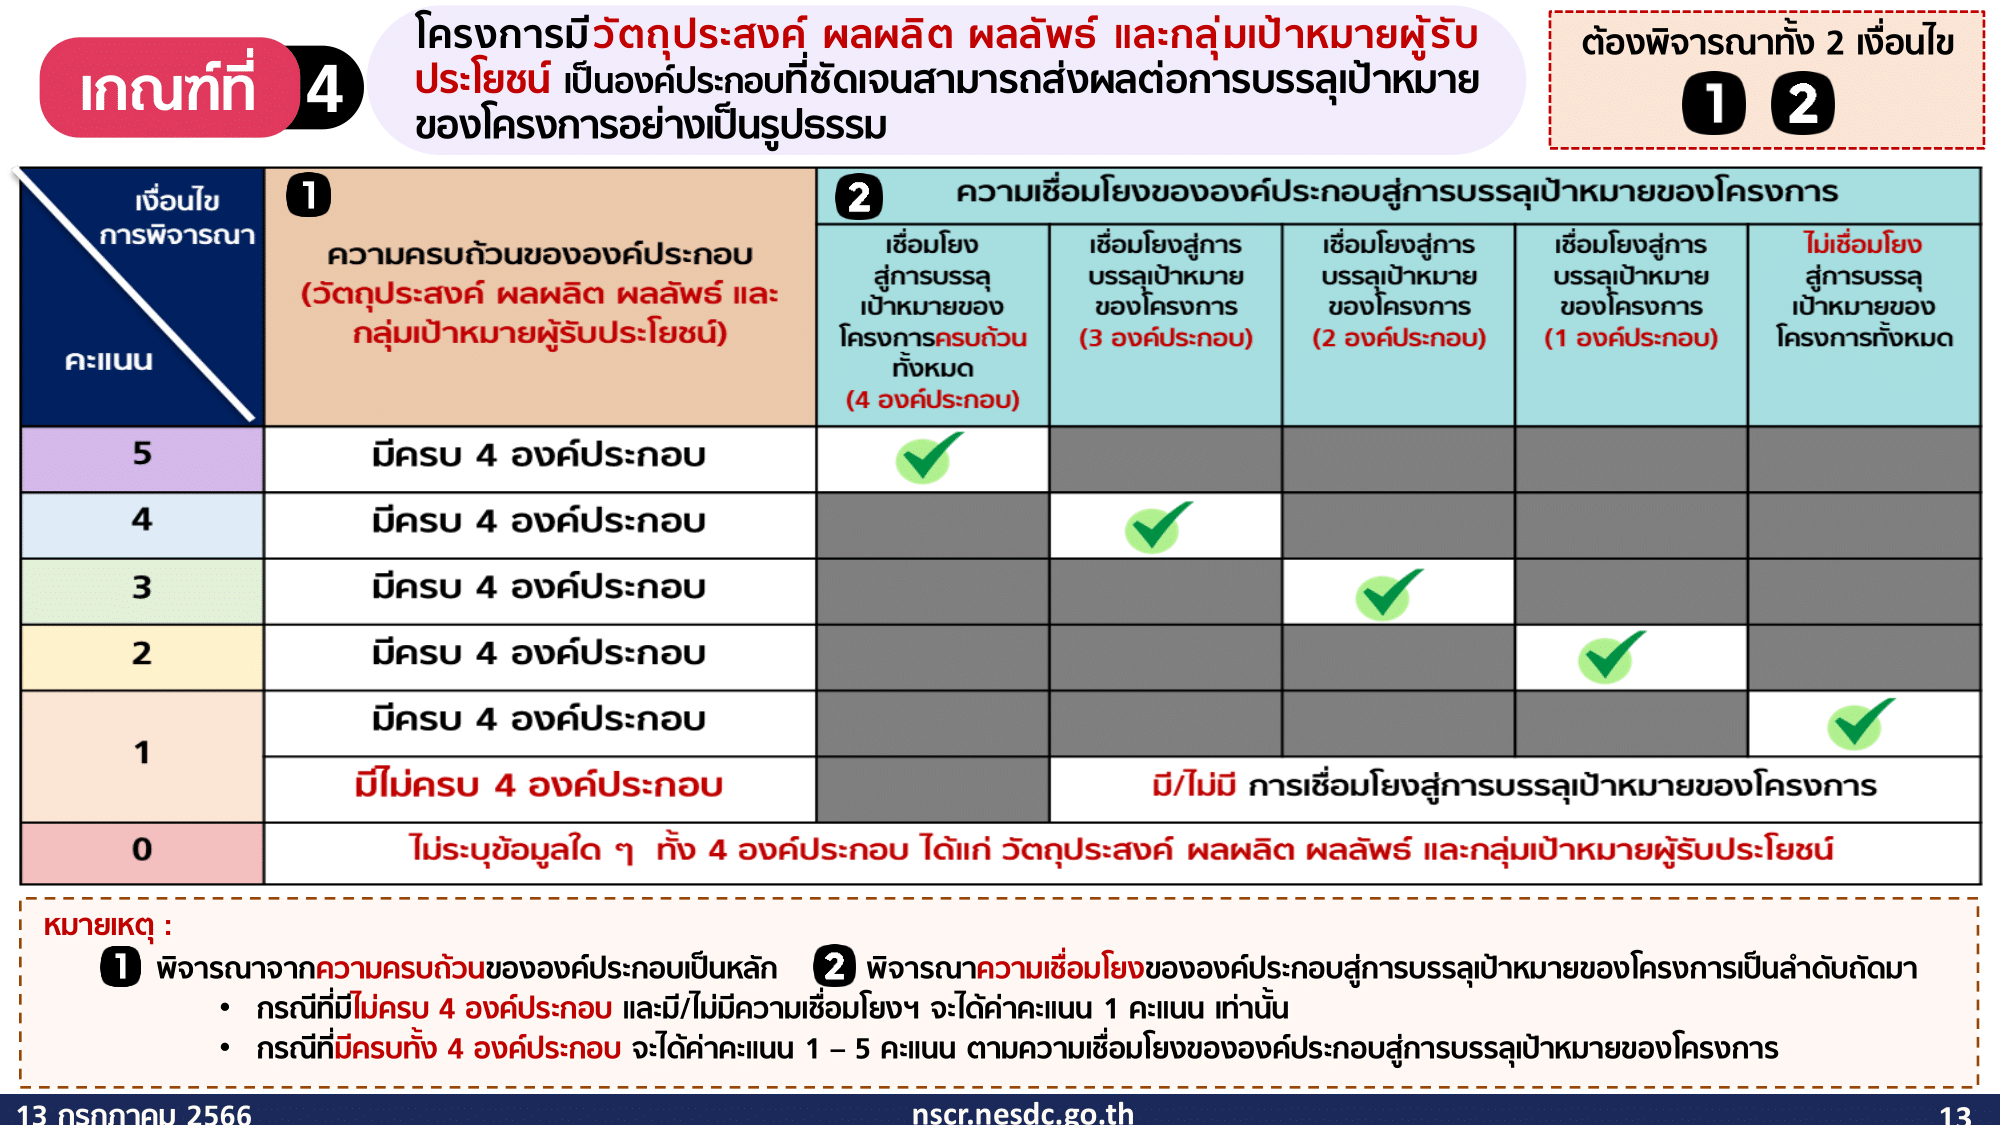 เกณฑ์ที่ 4
โครงการมีวัตถุประสงค์ ผลผลิต ผลลัพธ์ และกลุ่มเป้าหมายผู้รับ
ประโยชน์ เป็นองค์ประกอบที่ชัดเจนสามารถส่งผลต่อการบรรลุเป้าหมาย
ของโครงการอย่างเป็นรูปธรรม
ต้องพิจารณาทั้ง 2 เงื่อนไข
1 2
เงื่อนไข
การพิจารณา
คะแนน
1
ความครบถ้วนขององค์ประกอบ
(วัตถุประสงค์ ผลผลิต ผลลัพธ์ และ
กลุ่มเป้าหมายผู้รับประโยชน์)
2 ความเชื่อมโยงขององค์ประกอบสู่การบรรลุเป้าหมายของโครงการ
เชื่อมโยง
สู่การบรรลุ
เป้าหมายของ
โครงการครบถ้วน
ทั้งหมด
(4 องค์ประกอบ)
เชื่อมโยงสู่การ
บรรลุเป้าหมาย
ของโครงการ
(3 องค์ประกอบ)
เชื่อมโยงสู่การ
บรรลุเป้าหมาย
ของโครงการ
(2 องค์ประกอบ)
เชื่อมโยงสู่การ
บรรลุเป้าหมาย
ของโครงการ
(1 องค์ประกอบ)
ไม่เชื่อมโยง
สู่การบรรลุ
เป้าหมายของ
โครงการทั้งหมด
5 มีครบ 4 องค์ประกอบ
4 มีครบ 4 องค์ประกอบ
3 มีครบ 4 องค์ประกอบ
2 มีครบ 4 องค์ประกอบ
1 มีครบ 4 องค์ประกอบ
มีไม่ครบ 4 องค์ประกอบ มี/ไม่มี การเชื่อมโยงสู่การบรรลุเป้าหมายของโครงการ
0 ไม่ระบุข้อมูลใด ๆ ทั้ง 4 องค์ประกอบ ได้แก่ วัตถุประสงค์ ผลผลิต ผลลัพธ์ และกลุ่มเป้าหมายผู้รับประโยชน์
หมายเหตุ :
1 พิจารณาจากความครบถ้วนขององค์ประกอบเป็นหลัก 2 พิจารณาความเชื่อมโยงขององค์ประกอบสู่การบรรลุเป้าหมายของโครงการเป็นลำดับถัดมา
• กรณีที่มีไม่ครบ 4 องค์ประกอบ และมี/ไม่มีความเชื่อมโยงฯ จะได้ค่าคะแนน 1 คะแนน เท่านั้น
• กรณีที่มีครบทั้ง 4 องค์ประกอบ จะได้ค่าคะแนน 1 – 5 คะแนน ตามความเชื่อมโยงขององค์ประกอบสู่การบรรลุเป้าหมายของโครงการ
13 กรกฎาคม 2566 nscr.nesdc.go.th 13